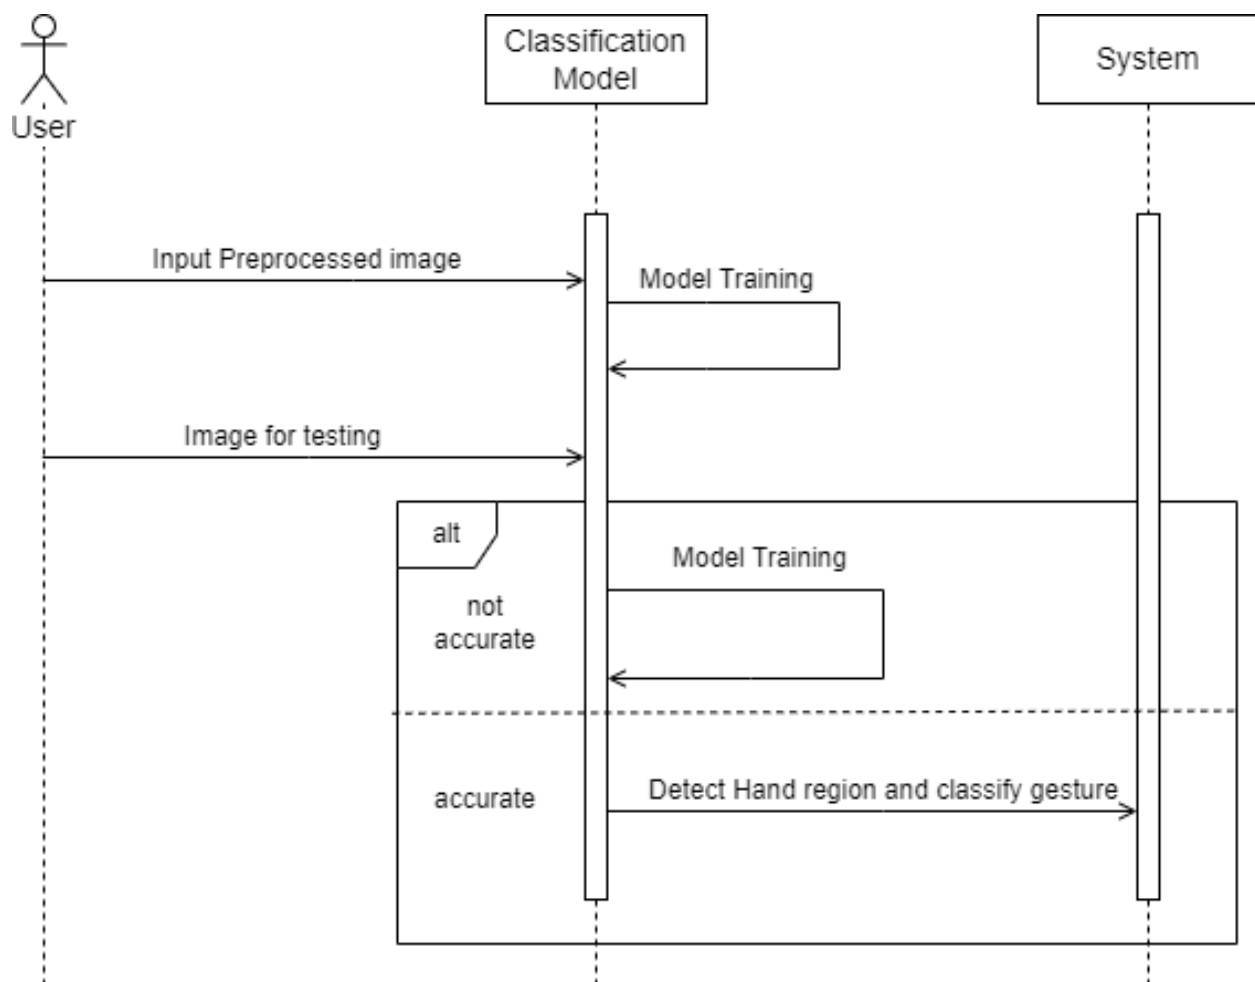 Classification
Model
System
User
Input Preprocessed image
Model Training
Image for testing
alt
Model Training
not
accurate
accurate
Detect Hand region and classify gesture